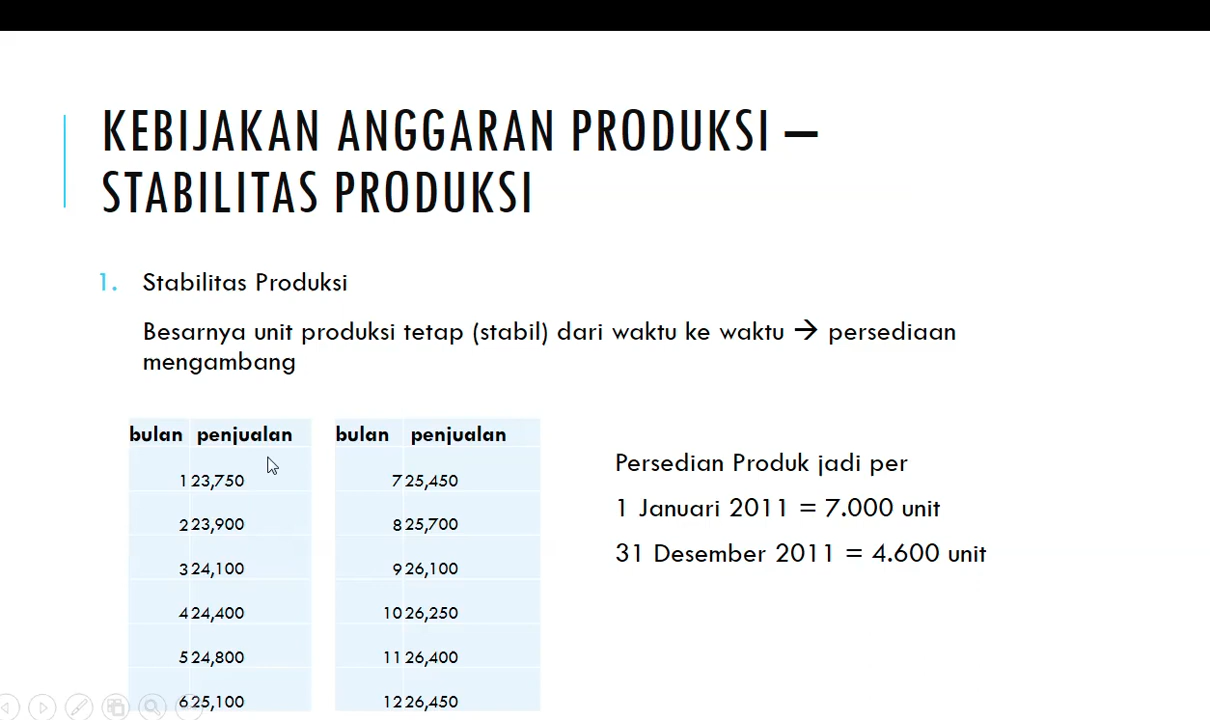 KEBIJAKAN ANGGARAN PRODUKSI –
STABILITAS PRODUKSI
1. Stabilitas Produksi
Besarnya unit produksi tetap (stabil) dari waktu ke waktu → persediaan
mengambang
bulan penjualan
1 23,750
2 23,900
3 24,100
4 24,400
5 24,800
6 25,100
bulan penjualan
7 25,450
8 25,700
9 26,100
10 26,250
11 26,400
12 26,450
Persedian Produk jadi per
1 Januari 2011 = 7.000 unit
31 Desember 2011 = 4.600 unit